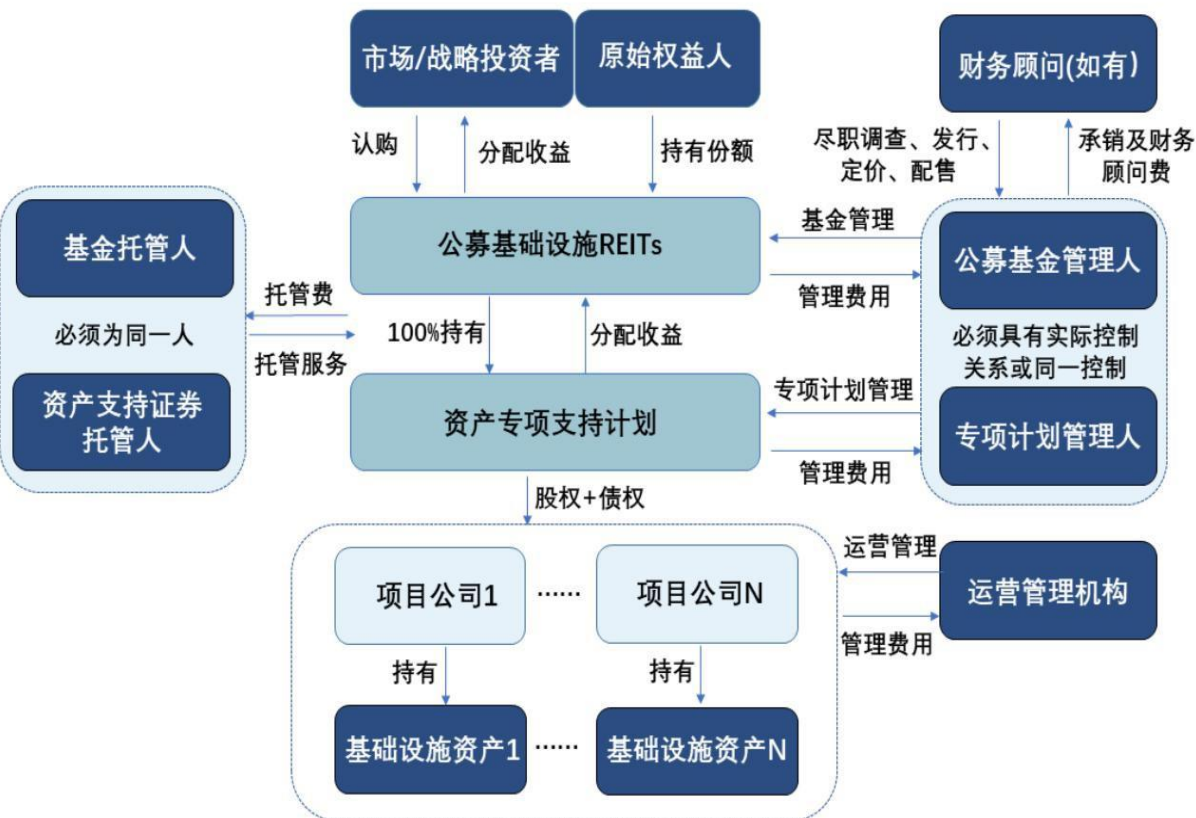 市场/战略投资者
原始权益人
财务顾问(如有)
认购
分配收益
持有份额
尽职调查、发行、
定价、配售
承销及财务
顾问费
基金托管人
必须为同一人
资产支持证券
托管人
托管费
托管服务
公募基础设施REITs
基金管理
管理费用
公募基金管理人
必须具有实际控制
关系或同一控制
专项计划管理人
100%持有
分配收益
资产专项支持计划
专项计划管理
管理费用
股权+债权
项目公司1
······
项目公司N
运营管理
管理费用
运营管理机构
持有
持有
基础设施资产1
······
基础设施资产N